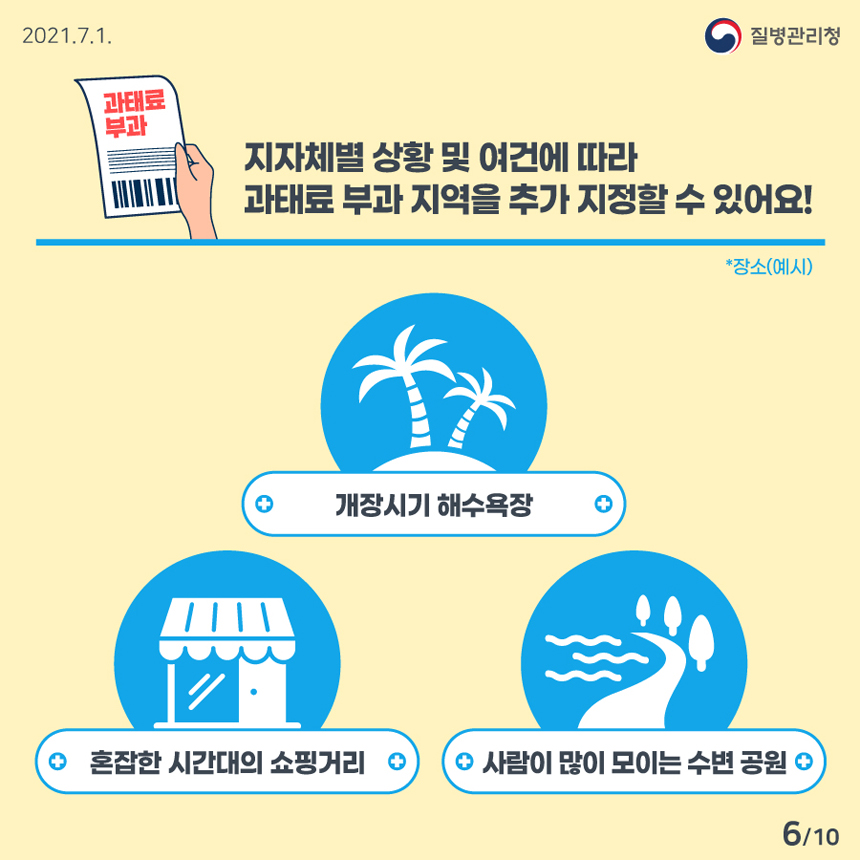 2021.7.1.
질병관리청
과태료
부과
지자체별 상황 및 여건에 따라
과태료 부과 지역을 추가 지정할 수 있어요!
*장소(예시)
개장시기 해수욕장
혼잡한 시간대의 쇼핑거리
사람이 많이 모이는 수변 공원
6/10